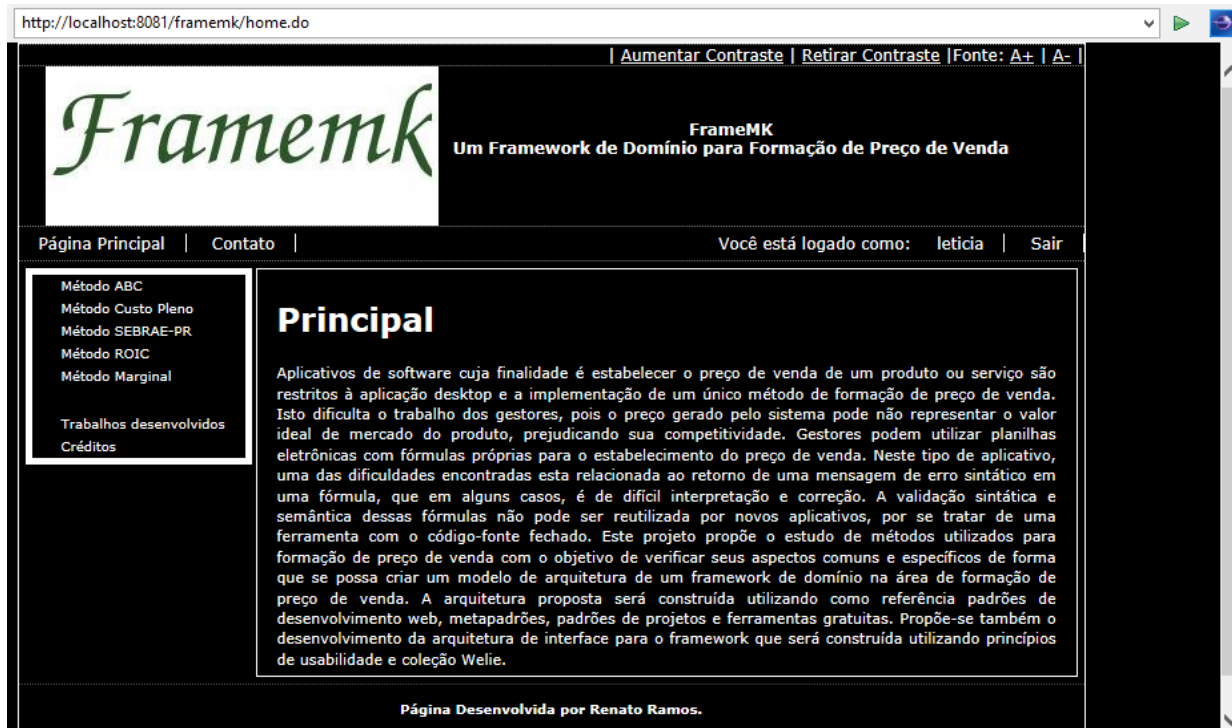 http://localhost:8081/framemk/home.do
| Aumentar Contraste | Retirar Contraste |Fonte: A+ | A- |
Framemk
FrameMK
Um Framework de Domínio para Formação de Preço de Venda
Página Principal | Contato |
Você está logado como: leticia | Sair
Método ABC
Método Custo Pleno
Método SEBRAE-PR
Método ROIC
Método Marginal
Trabalhos desenvolvidos
Créditos
Principal
Aplicativos de software cuja finalidade é estabelecer o preço de venda de um produto ou serviço são
restritos à aplicação desktop e a implementação de um único método de formação de preço de venda.
Isto dificulta o trabalho dos gestores, pois o preço gerado pelo sistema pode não representar o valor
ideal de mercado do produto, prejudicando sua competitividade. Gestores podem utilizar planilhas
eletrônicas com fórmulas próprias para o estabelecimento do preço de venda. Neste tipo de aplicativo,
uma das dificuldades encontradas esta relacionada ao retorno de uma mensagem de erro sintático em
uma fórmula, que em alguns casos, é de difícil interpretação e correção. A validação sintática e
semântica dessas fórmulas não pode ser reutilizada por novos aplicativos, por se tratar de uma
ferramenta com o código-fonte fechado. Este projeto propõe o estudo de métodos utilizados para
formação de preço de venda com o objetivo de verificar seus aspectos comuns e específicos de forma
que se possa criar um modelo de arquitetura de um framework de domínio na área de formação de
preço de venda. A arquitetura proposta será construída utilizando como referência padrões de
desenvolvimento web, metapadrões, padrões de projetos e ferramentas gratuitas. Propõe-se também o
desenvolvimento da arquitetura de interface para o framework que será construída utilizando princípios
de usabilidade e coleção Welie.
Página Desenvolvida por Renato Ramos.